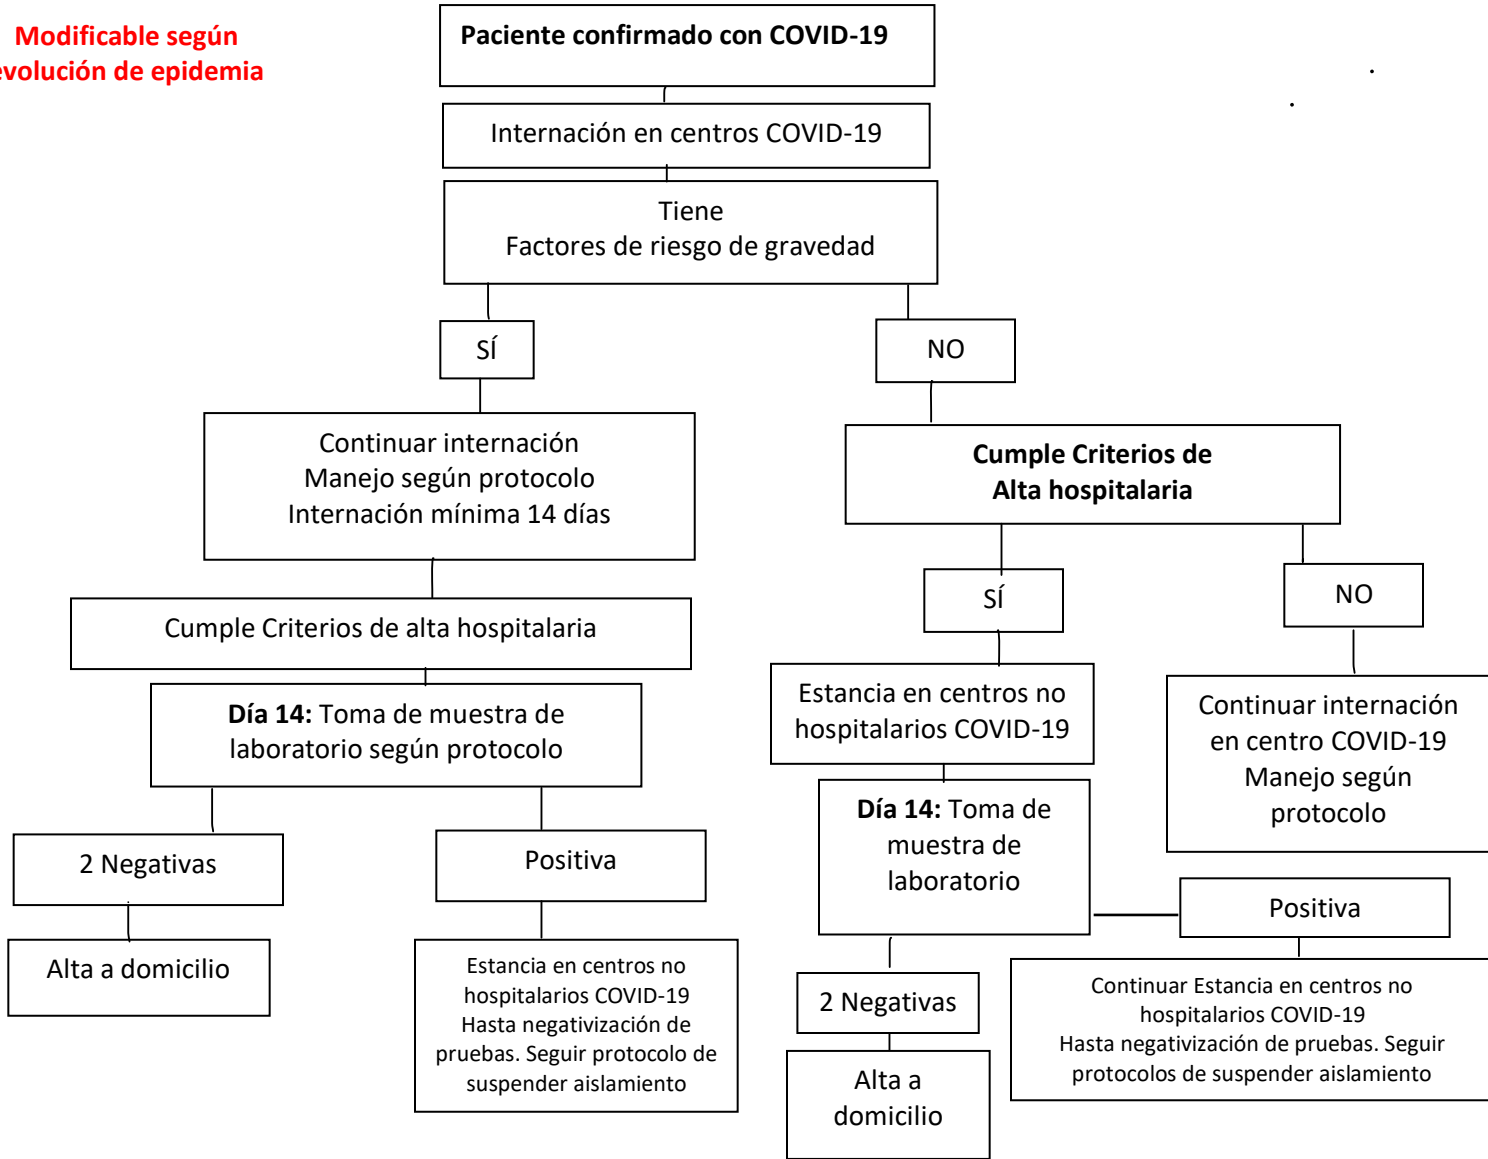 Modificable según
evolución de epidemia
Paciente confirmado con COVID-19
Internación en centros COVID-19
Tiene
Factores de riesgo de gravedad
SÍ
NO
Continuar internación
Manejo según protocolo
Internación mínima 14 días
Cumple Criterios de
Alta hospitalaria
SÍ
NO
Cumple Criterios de alta hospitalaria
Día 14: Toma de muestra de
laboratorio según protocolo
Estancia en centros no
hospitalarios COVID-19
Continuar internación
en centro COVID-19
Manejo según
protocolo
Día 14: Toma de
muestra de
laboratorio
2 Negativas
Positiva
Positiva
Alta a domicilio
Estancia en centros no
hospitalarios COVID-19
Hasta negativización de
pruebas. Seguir protocolo de
suspender aislamiento
2 Negativas
Continuar Estancia en centros no
hospitalarios COVID-19
Hasta negativización de pruebas. Seguir
protocolos de suspender aislamiento
Alta a
domicilio